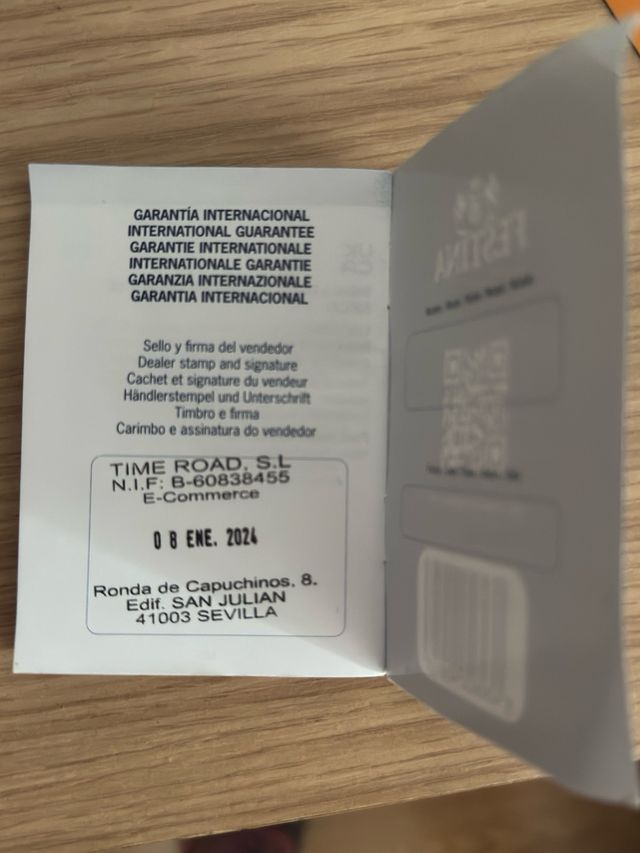 GARANTÍA INTERNACIONAL
INTERNATIONAL GUARANTEE
GARANTIE INTERNATIONALE
INTERNATIONALE GARANTIE
GARANZIA INTERNAZIONALE
GARANTIA INTERNACIONAL
Sello y firma del vendedor
Dealer stamp and signature
Cachet et signature du vendeur
Händlerstempel und Unterschrift
Timbro e firma
Carimbo e assinatura do vendedor
TIME ROAD, S.L
N.I.F: B-60838455
E-Commerce
0 8 ENE. 2024
Ronda de Capuchinos. 8.
Edif. SAN JULIAN
41003 SEVILLA
FESTINA